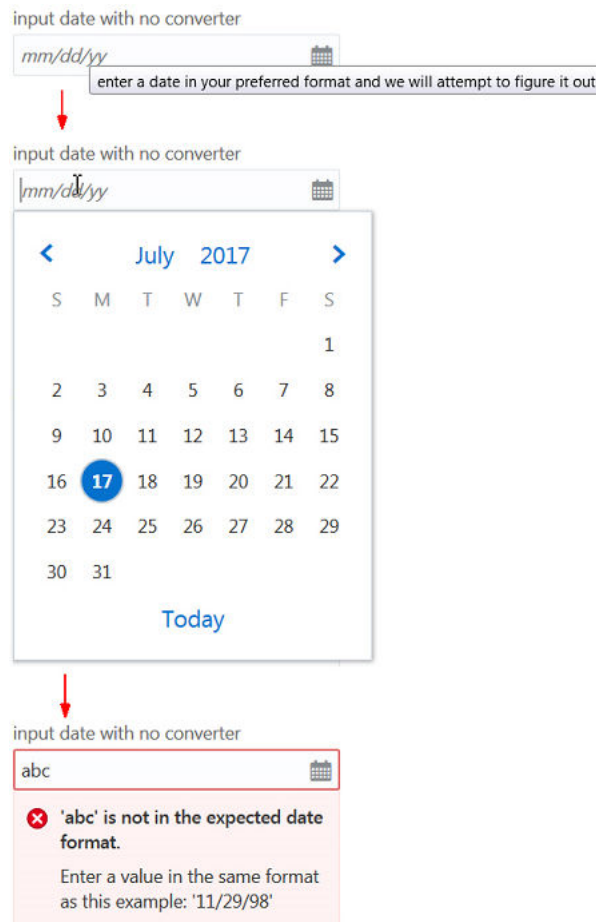 input date with no converter
mm/dd/yy
enter a date in your preferred format and we will attempt to figure it out
input date with no converter
mm/dd/yy
July 2017
S M T W T F S
1
2 3 4 5 6 7 8
9 10 11 12 13 14 15
16 17 18 19 20 21 22
23 24 25 26 27 28 29
30 31
Today
input date with no converter
abc
'abc' is not in the expected date
format.
Enter a value in the same format
as this example: '11/29/98'